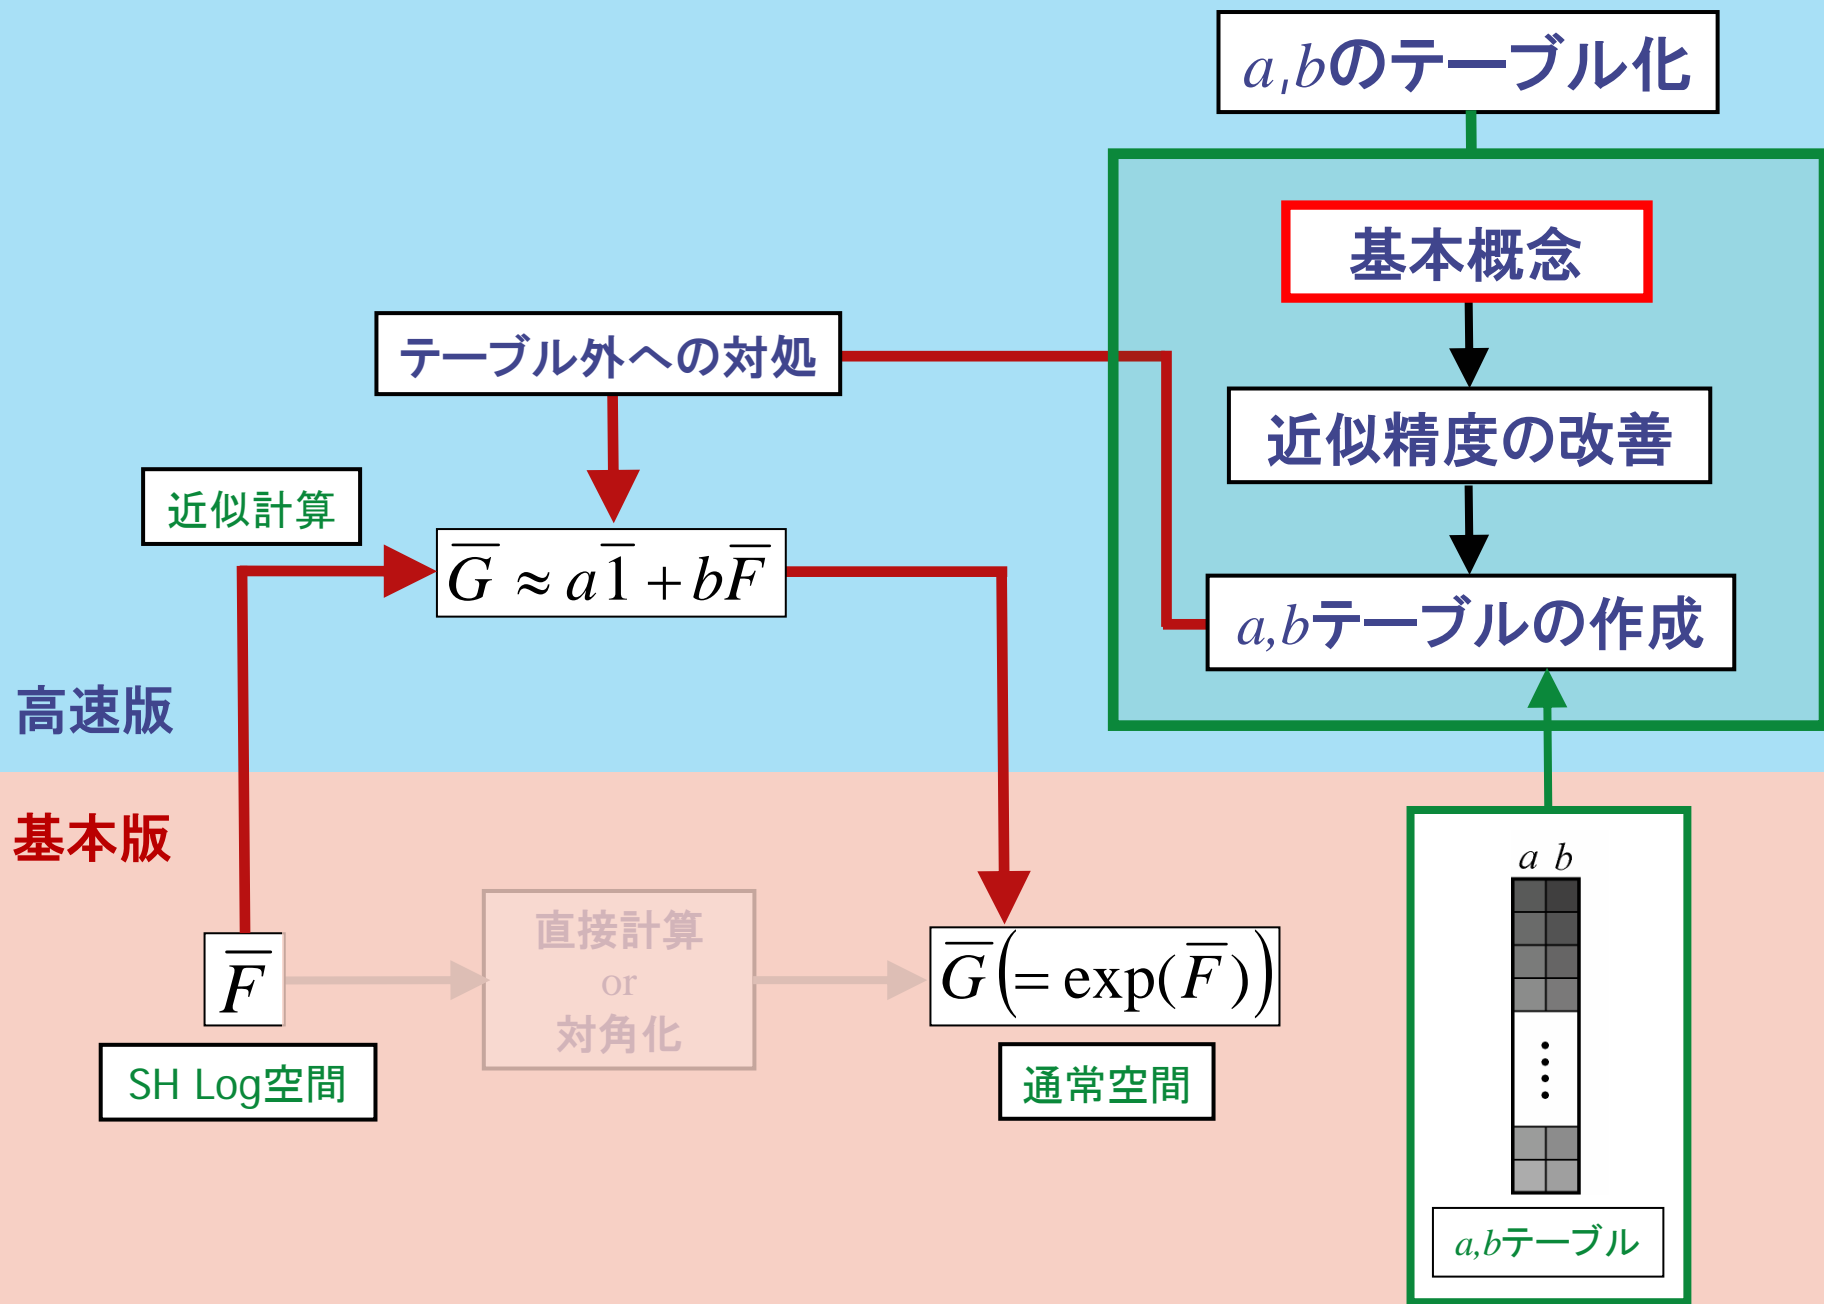 a,bのテーブル化
基本概念
テーブル外への対処
近似精度の改善
近似計算
G̅ ≈ a1̅ + bF̅
a,bテーブルの作成
高速版
基本版
a b
直接計算
or
対角化
F̅
G̅(= exp(F̅))
SH Log空間
通常空間
a,bテーブル